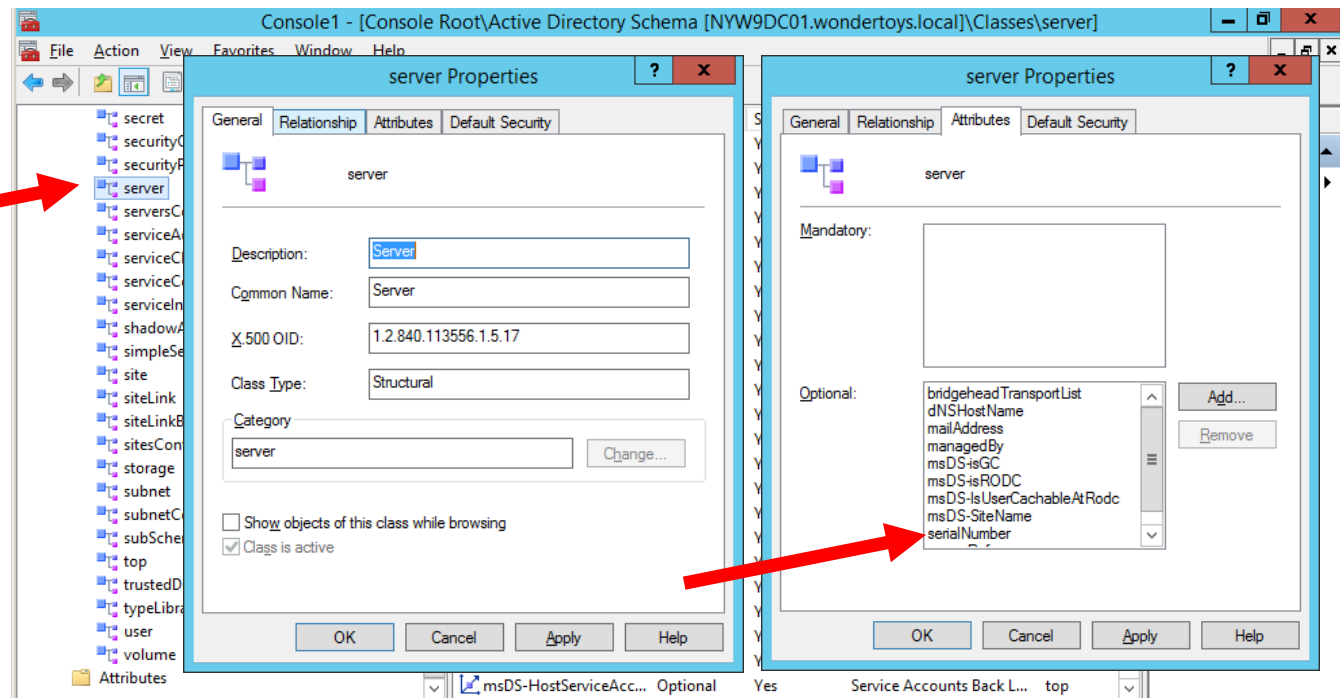 Console1 - [Console Root\Active Directory Schema [NYW9DC01.wondertoys.local]\Classes\server]
File Action View Favorites Window Help
secret
server
site
siteLink
storage
subnet
top
user
volume
Attributes
server Properties
General Relationship Attributes Default Security
server
Description: Server
Common Name: Server
X.500 OID: 1.2.840.113556.1.5.17
Class Type: Structural
Category
server Change...
Show objects of this class while browsing
Class is active
OK Cancel Apply Help
server Properties
General Relationship Attributes Default Security
server
Mandatory:
Optional:
bridgeheadTransportList
dNSHostName
mailAddress
managedBy
msDS-isGC
msDS-isRODC
msDS-IsUserCachableAtRodc
msDS-SiteName
serialNumber
Add...
Remove
OK Cancel Apply Help
msDS-HostServiceAcc... Optional Yes Service Accounts Back L... top